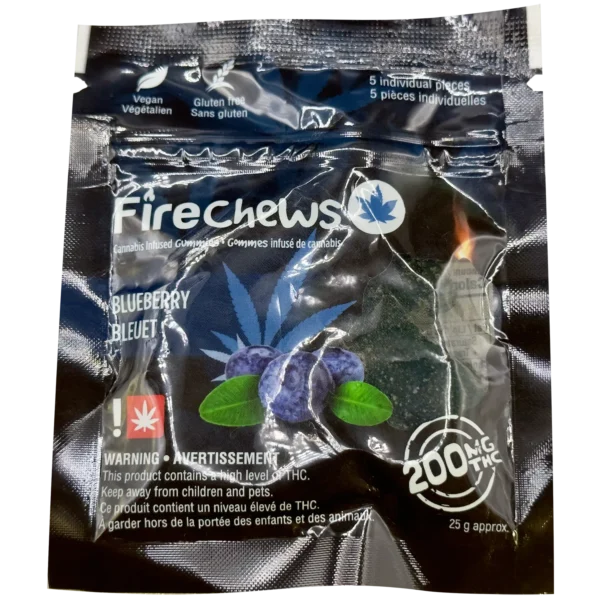 Vegan
Végétalien
Gluten free
Sans gluten
5 individual pieces
5 pièces individuelles
Firechews
Cannabis Infused Gummies • Gommes infusé de cannabis
BLUEBERRY
BLEUET
!
WARNING • AVERTISSEMENT
This product contains a high level of THC.
Keep away from children and pets.
Ce produit contient un niveau élevé de THC.
A garder hors de la portée des enfants et des animaux.
200MG
THC
25 g approx.